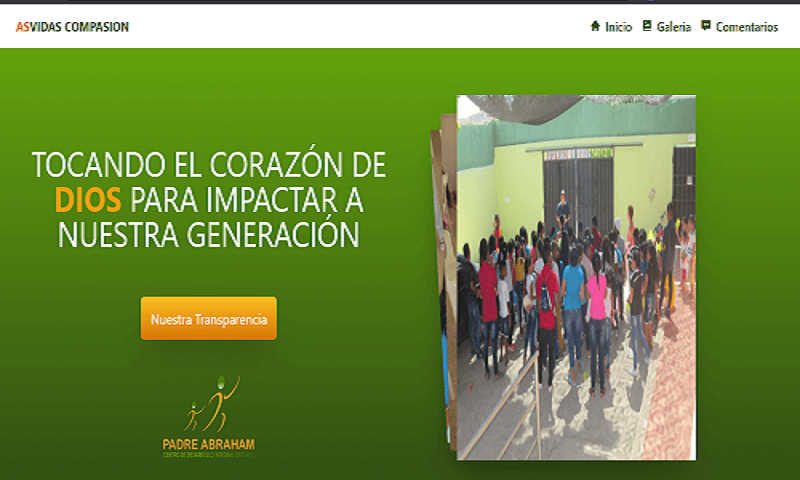 ASVIDAS COMPASION
Inicio
Galeria
Comentarios
TOCANDO EL CORAZÓN DE
DIOS PARA IMPACTAR A
NUESTRA GENERACIÓN
Nuestra Transparencia
PADRE ABRAHAM
CENTRO DE DESARROLLO INTEGRAL